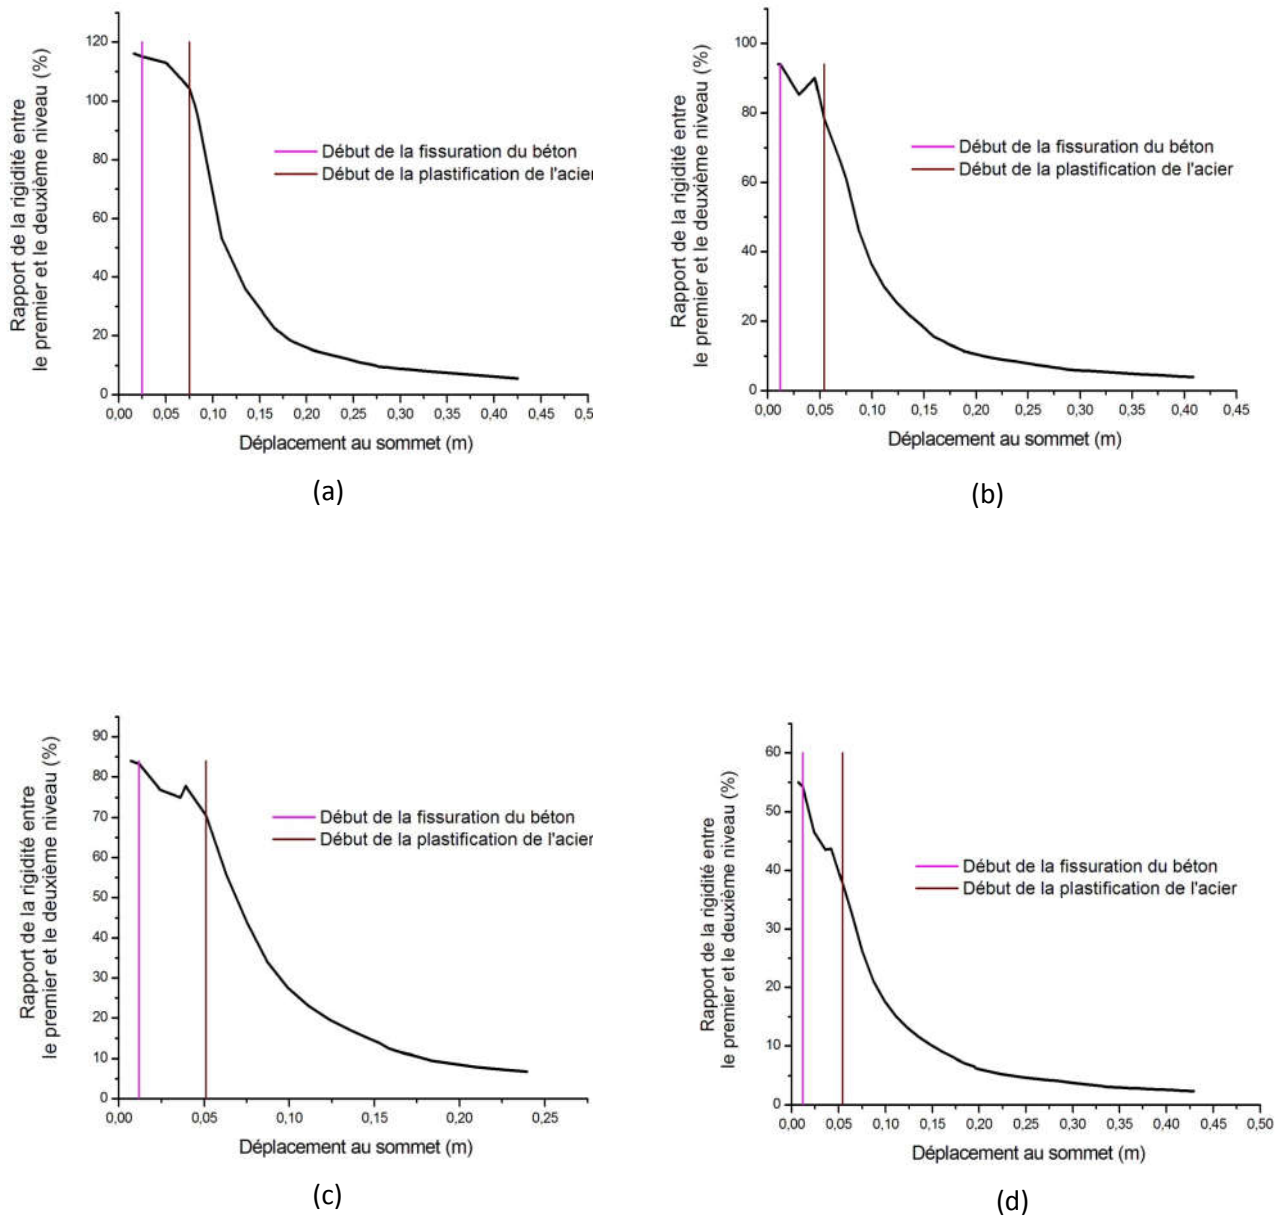 Rapport de la rigidité entre
le premier et le deuxième niveau (%)
120
100
80
60
40
20
0
0,00 0,05 0,10 0,15 0,20 0,25 0,30 0,35 0,40 0,45 0,50
Déplacement au sommet (m)
Début de la fissuration du béton
Début de la plastification de l'acier
(a)
Rapport de la rigidité entre
le premier et le deuxième niveau (%)
100
80
60
40
20
0
0,00 0,05 0,10 0,15 0,20 0,25 0,30 0,35 0,40 0,45
Déplacement au sommet (m)
Début de la fissuration du béton
Début de la plastification de l'acier
(b)
Rapport de la rigidité entre
le premier et le deuxième niveau (%)
90
80
70
60
50
40
30
20
10
0
0,00 0,05 0,10 0,15 0,20 0,25
Déplacement au sommet (m)
Début de la fissuration du béton
Début de la plastification de l'acier
(c)
Rapport de la rigidité entre
le premier et le deuxième niveau (%)
60
50
40
30
20
10
0
0,00 0,05 0,10 0,15 0,20 0,25 0,30 0,35 0,40 0,45 0,50
Déplacement au sommet (m)
Début de la fissuration du béton
Début de la plastification de l'acier
(d)